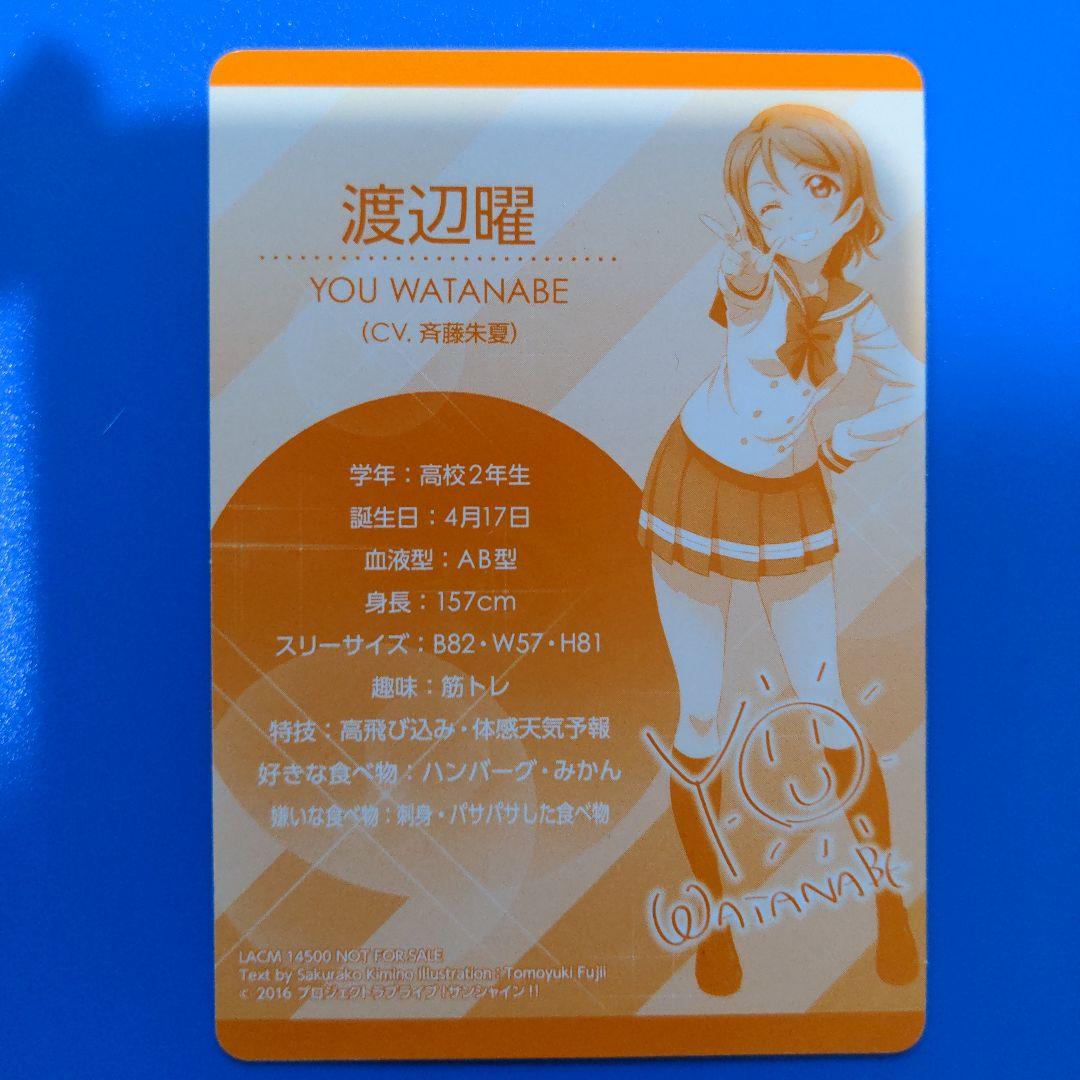 渡辺曜
YOU WATANABE
(CV. 斉藤朱夏)
学年：高校2年生
誕生日：4月17日
血液型：AB型
身長：157cm
スリーサイズ：B82・W57・H81
趣味：筋トレ
特技：高飛び込み・体感天気予報
好きな食べ物：ハンバーグ・みかん
嫌いな食べ物：刺身・パサパサした食べ物
YOU
WATANABE
LACM 14500 NOT FOR SALE
Text by Sakurako Kimino Illustration：Tomoyuki Fujii
© 2016 プロジェクトラブライブ！サンシャイン！！